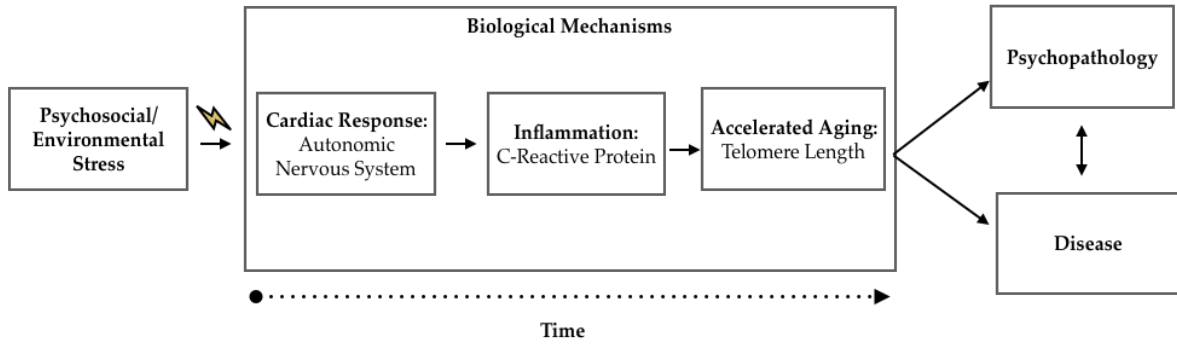 Biological Mechanisms
Psychosocial/
Environmental
Stress
Cardiac Response:
Autonomic
Nervous System
Inflammation:
C-Reactive Protein
Accelerated Aging:
Telomere Length
Psychopathology
Disease
Time